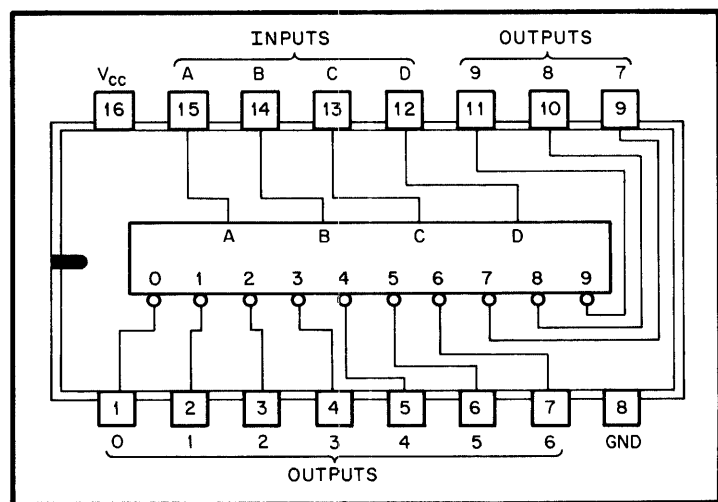 INPUTS OUTPUTS
VCC A B C D 9 8 7
16 15 14 13 12 11 10 9
A B C D
0 1 2 3 4 5 6 7 8 9
1 2 3 4 5 6 7 8
0 1 2 3 4 5 6 GND
OUTPUTS